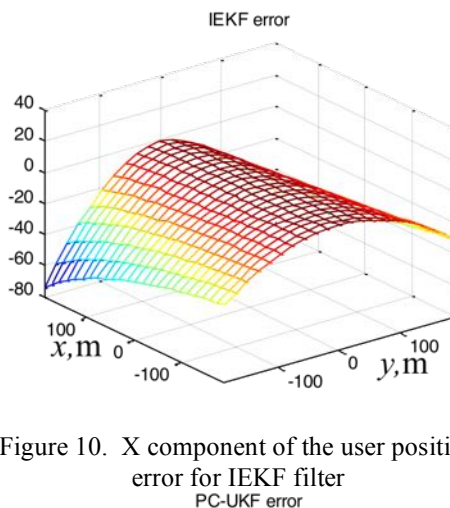 IEKF error
40
20
0
-20
-40
-60
-80
100
0
-100
x,m
-100
0
100
y,m
Figure 10. X component of the user positi
error for IEKF filter
PC-UKF error